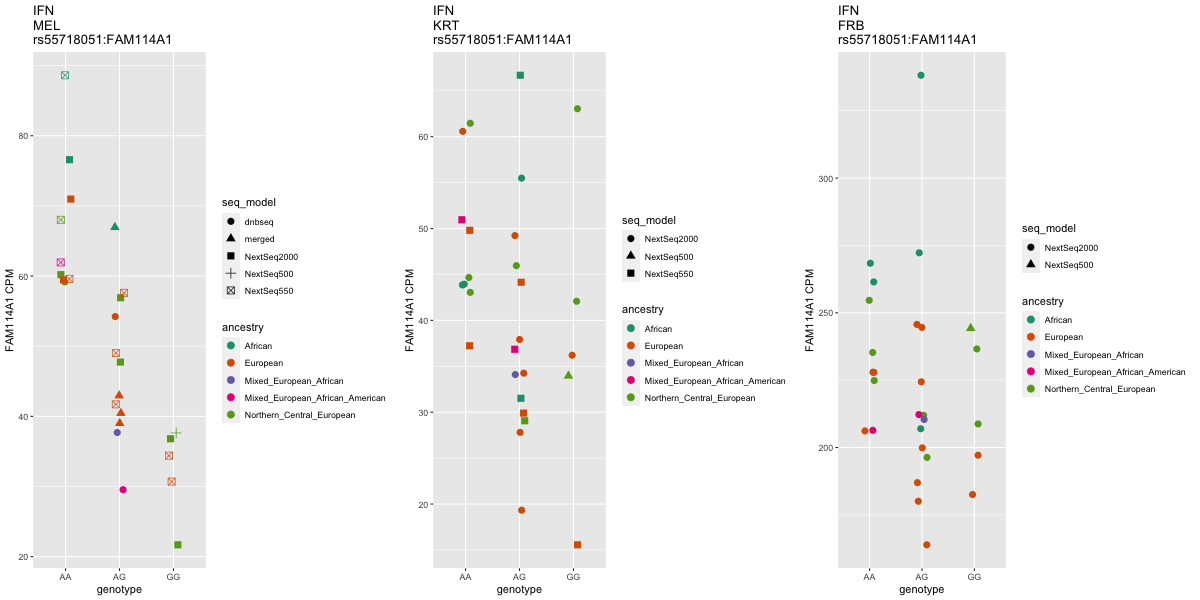 IFN
MEL
rs55718051:FAM114A1
FAM114A1 CPM
80
60
40
20
AA
AG
GG
genotype
seq_model
dnbseq
merged
NextSeq2000
NextSeq500
NextSeq550
ancestry
African
European
Mixed_European_African
Mixed_European_African_American
Northern_Central_European
IFN
KRT
rs55718051:FAM114A1
FAM114A1 CPM
60
50
40
30
20
AA
AG
GG
genotype
seq_model
NextSeq2000
NextSeq500
NextSeq550
ancestry
African
European
Mixed_European_African
Mixed_European_African_American
Northern_Central_European
IFN
FRB
rs55718051:FAM114A1
FAM114A1 CPM
300
250
200
AA
AG
GG
genotype
seq_model
NextSeq2000
NextSeq500
ancestry
African
European
Mixed_European_African
Mixed_European_African_American
Northern_Central_European